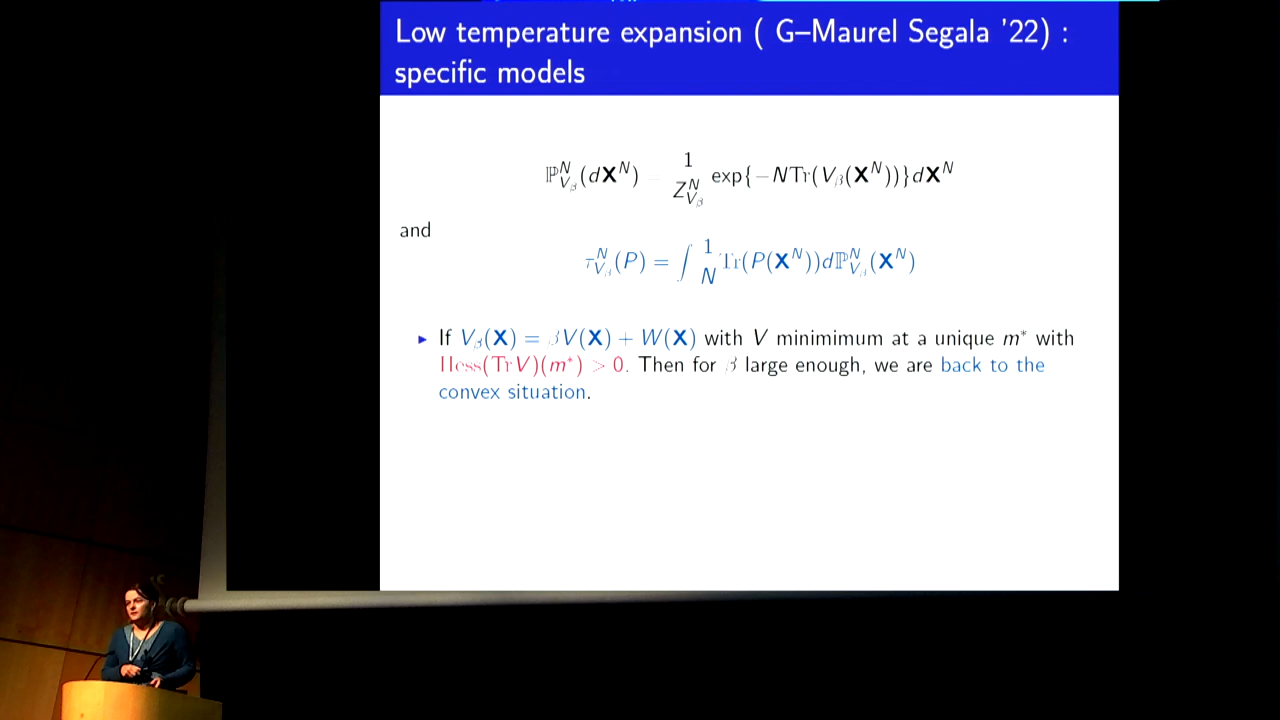 Low temperature expansion ( G–Maurel Segala '22) :
specific models
ℙ^N_{V_β}(d𝐗^N) = 1/Z^N_{V_β} exp{−NTr(V_β(𝐗^N))}d𝐗^N
and
τ^N_{V_β}(P) = ∫ 1/N Tr(P(𝐗^N))dℙ^N_{V_β}(𝐗^N)
▶ If V_β(𝐗) = βV(𝐗) + W(𝐗) with V minimimum at a unique m* with
Hess(TrV)(m*) > 0. Then for β large enough, we are back to the
convex situation.